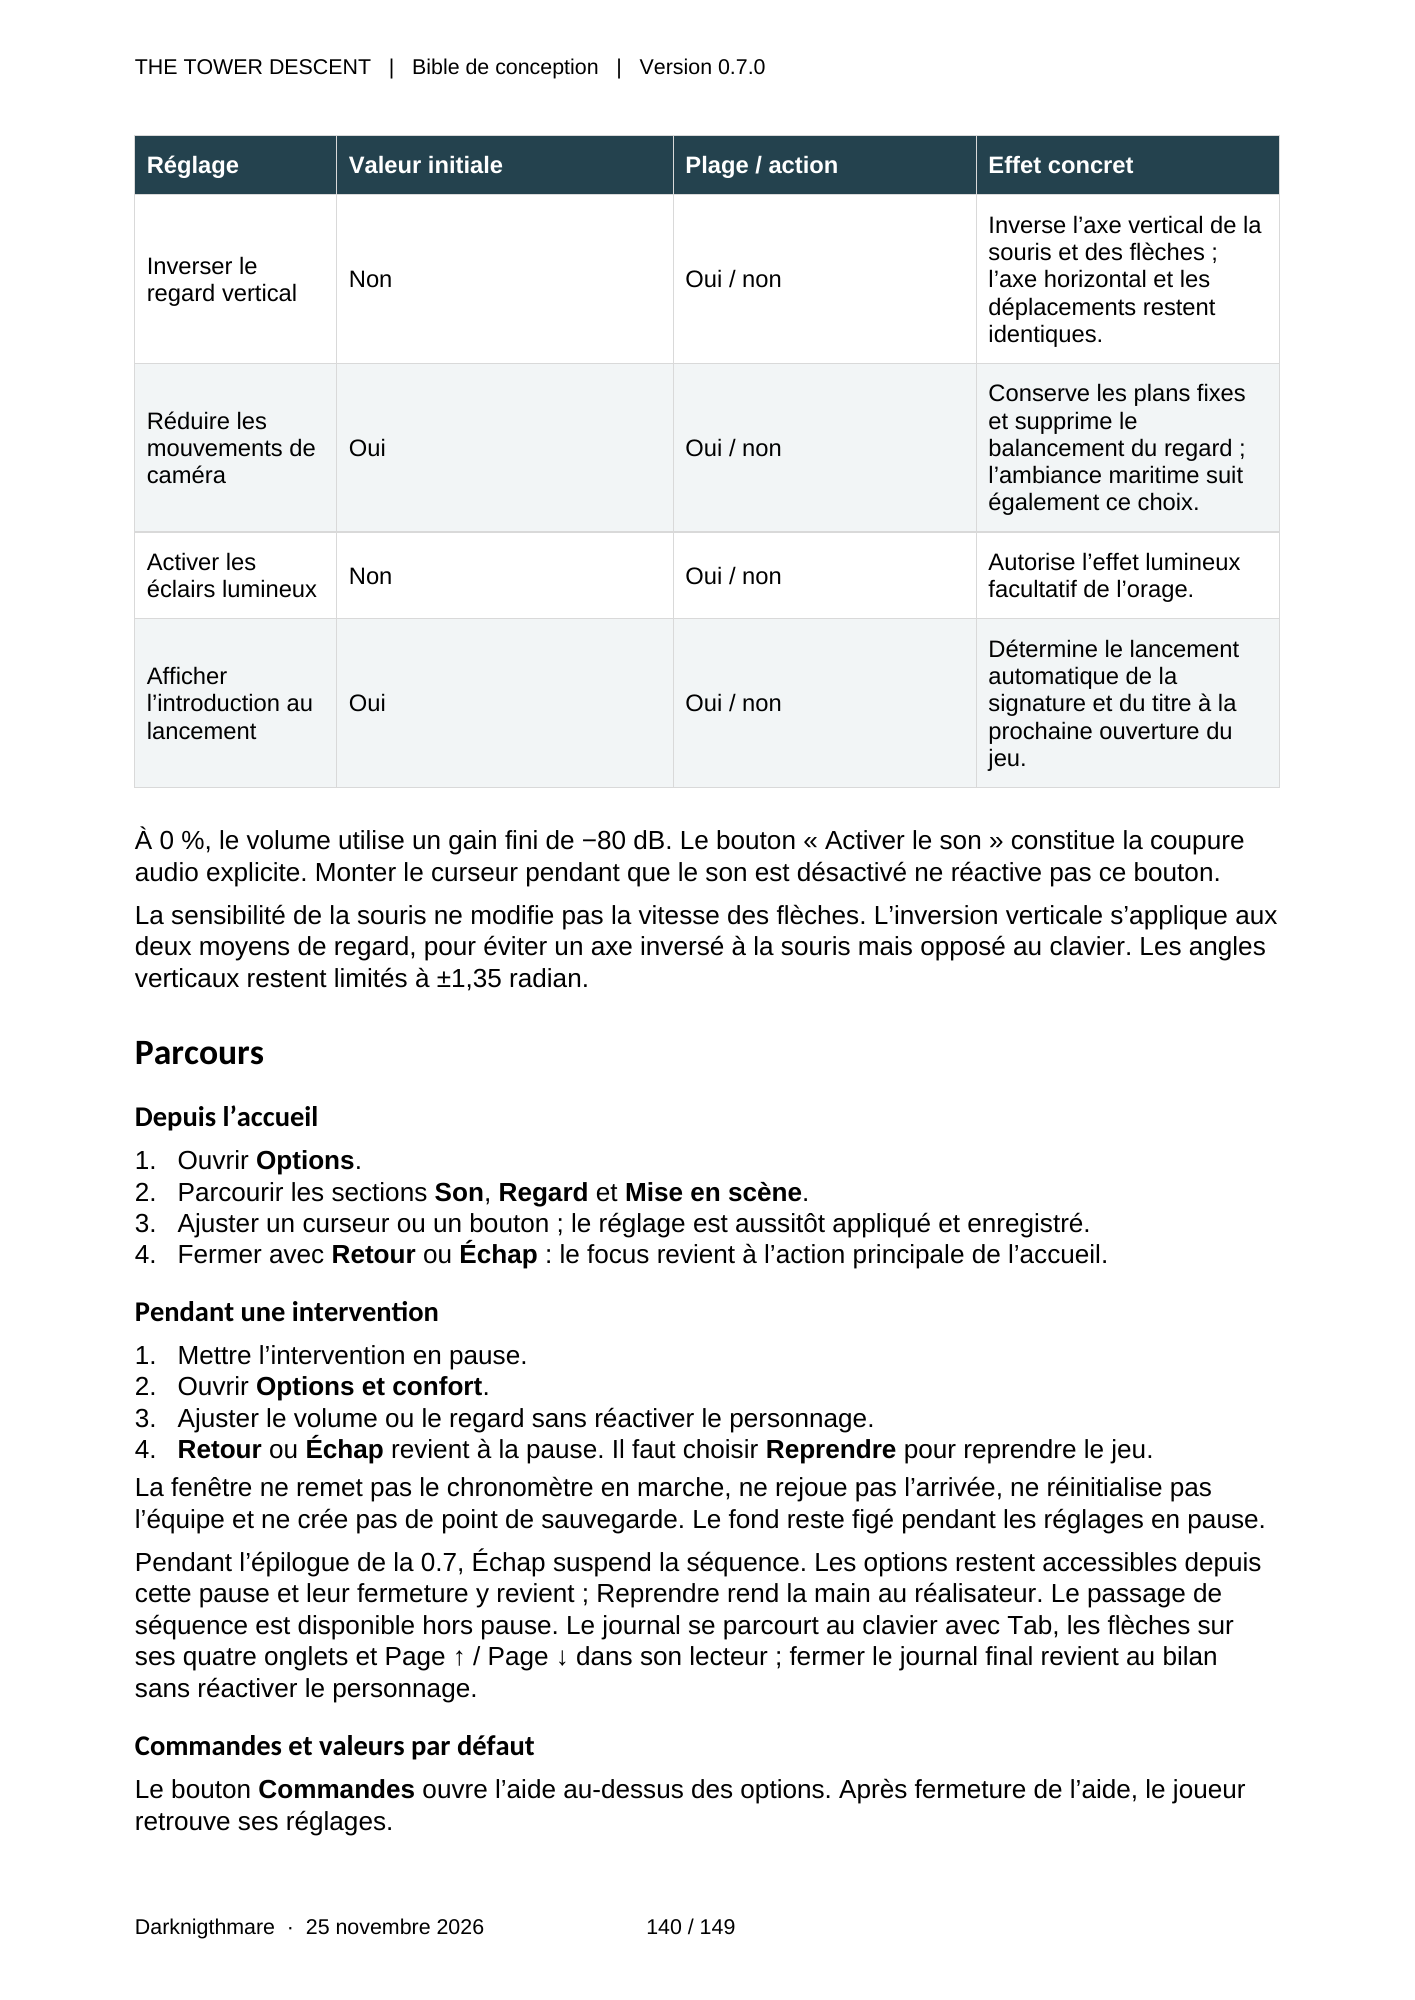 THE TOWER DESCENT | Bible de conception | Version 0.7.0
Réglage Valeur initiale Plage / action Effet concret
Inverser le
regard vertical
Non
Oui / non
Inverse l’axe vertical de la
souris et des flèches ;
l’axe horizontal et les
déplacements restent
identiques.
Réduire les
mouvements de
caméra
Oui
Oui / non
Conserve les plans fixes
et supprime le
balancement du regard ;
l’ambiance maritime suit
également ce choix.
Activer les
éclairs lumineux
Non
Oui / non
Autorise l’effet lumineux
facultatif de l’orage.
Afficher
l’introduction au
lancement
Oui
Oui / non
Détermine le lancement
automatique de la
signature et du titre à la
prochaine ouverture du
jeu.
À 0 %, le volume utilise un gain fini de −80 dB. Le bouton « Activer le son » constitue la coupure
audio explicite. Monter le curseur pendant que le son est désactivé ne réactive pas ce bouton.
La sensibilité de la souris ne modifie pas la vitesse des flèches. L’inversion verticale s’applique aux
deux moyens de regard, pour éviter un axe inversé à la souris mais opposé au clavier. Les angles
verticaux restent limités à ±1,35 radian.
Parcours
Depuis l’accueil
1. Ouvrir Options.
2. Parcourir les sections Son, Regard et Mise en scène.
3. Ajuster un curseur ou un bouton ; le réglage est aussitôt appliqué et enregistré.
4. Fermer avec Retour ou Échap : le focus revient à l’action principale de l’accueil.
Pendant une intervention
1. Mettre l’intervention en pause.
2. Ouvrir Options et confort.
3. Ajuster le volume ou le regard sans réactiver le personnage.
4. Retour ou Échap revient à la pause. Il faut choisir Reprendre pour reprendre le jeu.
La fenêtre ne remet pas le chronomètre en marche, ne rejoue pas l’arrivée, ne réinitialise pas
l’équipe et ne crée pas de point de sauvegarde. Le fond reste figé pendant les réglages en pause.
Pendant l’épilogue de la 0.7, Échap suspend la séquence. Les options restent accessibles depuis
cette pause et leur fermeture y revient ; Reprendre rend la main au réalisateur. Le passage de
séquence est disponible hors pause. Le journal se parcourt au clavier avec Tab, les flèches sur
ses quatre onglets et Page ↑ / Page ↓ dans son lecteur ; fermer le journal final revient au bilan
sans réactiver le personnage.
Commandes et valeurs par défaut
Le bouton Commandes ouvre l’aide au-dessus des options. Après fermeture de l’aide, le joueur
retrouve ses réglages.
Darknigthmare · 25 novembre 2026 140 / 149